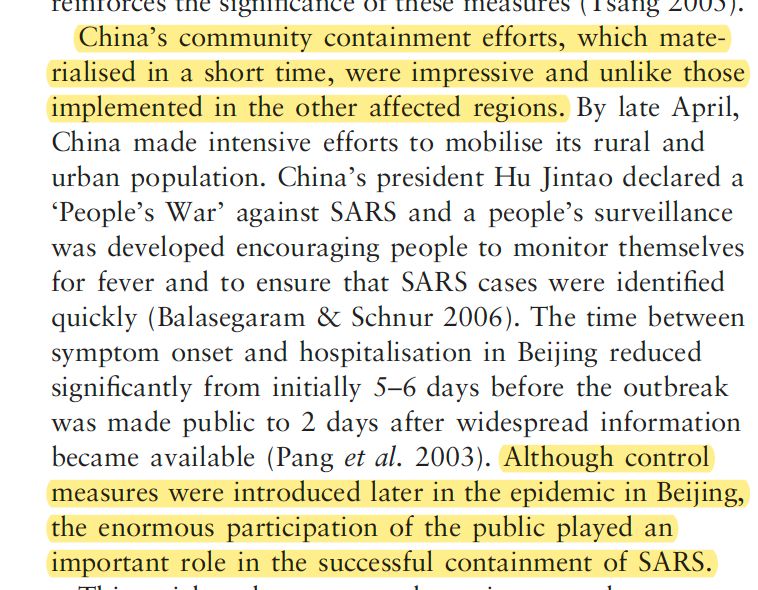 reinforces the significance of these measures (Tsang 2005).
China’s community containment efforts, which mate-
rialised in a short time, were impressive and unlike those
implemented in the other affected regions. By late April,
China made intensive efforts to mobilise its rural and
urban population. China’s president Hu Jintao declared a
‘People’s War’ against SARS and a people’s surveillance
was developed encouraging people to monitor themselves
for fever and to ensure that SARS cases were identified
quickly (Balasegaram & Schnur 2006). The time between
symptom onset and hospitalisation in Beijing reduced
significantly from initially 5–6 days before the outbreak
was made public to 2 days after widespread information
became available (Pang et al. 2003). Although control
measures were introduced later in the epidemic in Beijing,
the enormous participation of the public played an
important role in the successful containment of SARS.